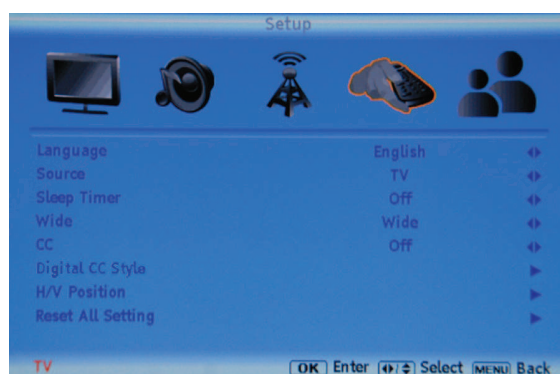 Setup
Language English
Source TV
Sleep Timer Off
Wide Wide
CC Off
Digital CC Style
H/V Position
Reset All Setting
TV OK Enter Select MENU Back